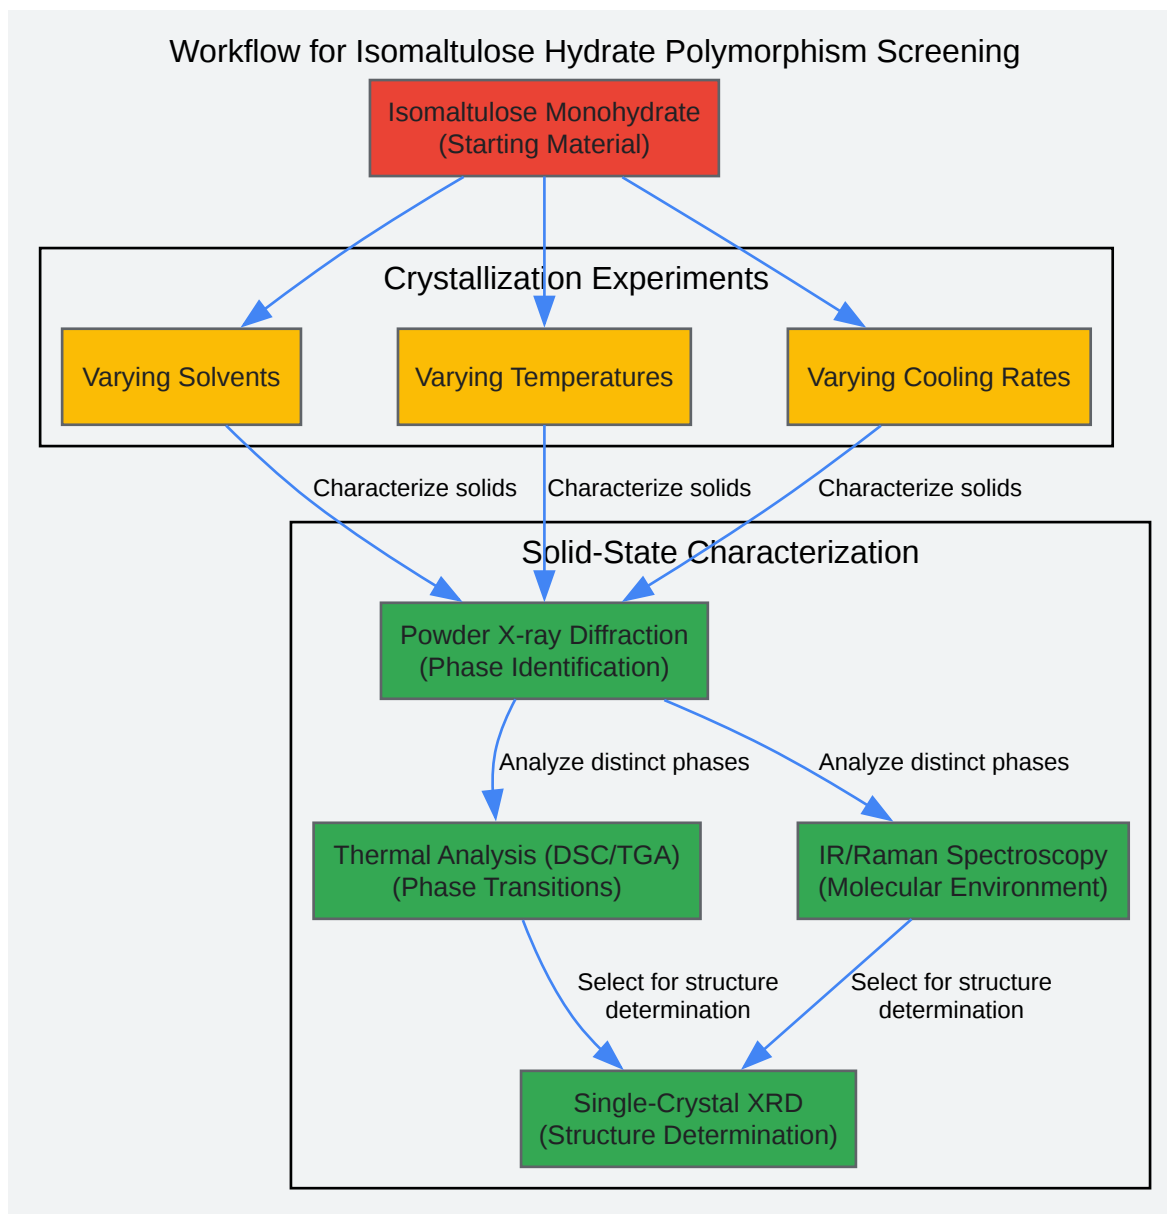 Workflow for Isomaltulose Hydrate Polymorphism Screening
Isomaltulose Monohydrate
(Starting Material)
Crystallization Experiments
Varying Solvents
Varying Temperatures
Varying Cooling Rates
Characterize solids
Characterize solids
Characterize solids
Solid-State Characterization
Powder X-ray Diffraction
(Phase Identification)
Analyze distinct phases
Analyze distinct phases
Thermal Analysis (DSC/TGA)
(Phase Transitions)
IR/Raman Spectroscopy
(Molecular Environment)
Select for structure
determination
Select for structure
determination
Single-Crystal XRD
(Structure Determination)